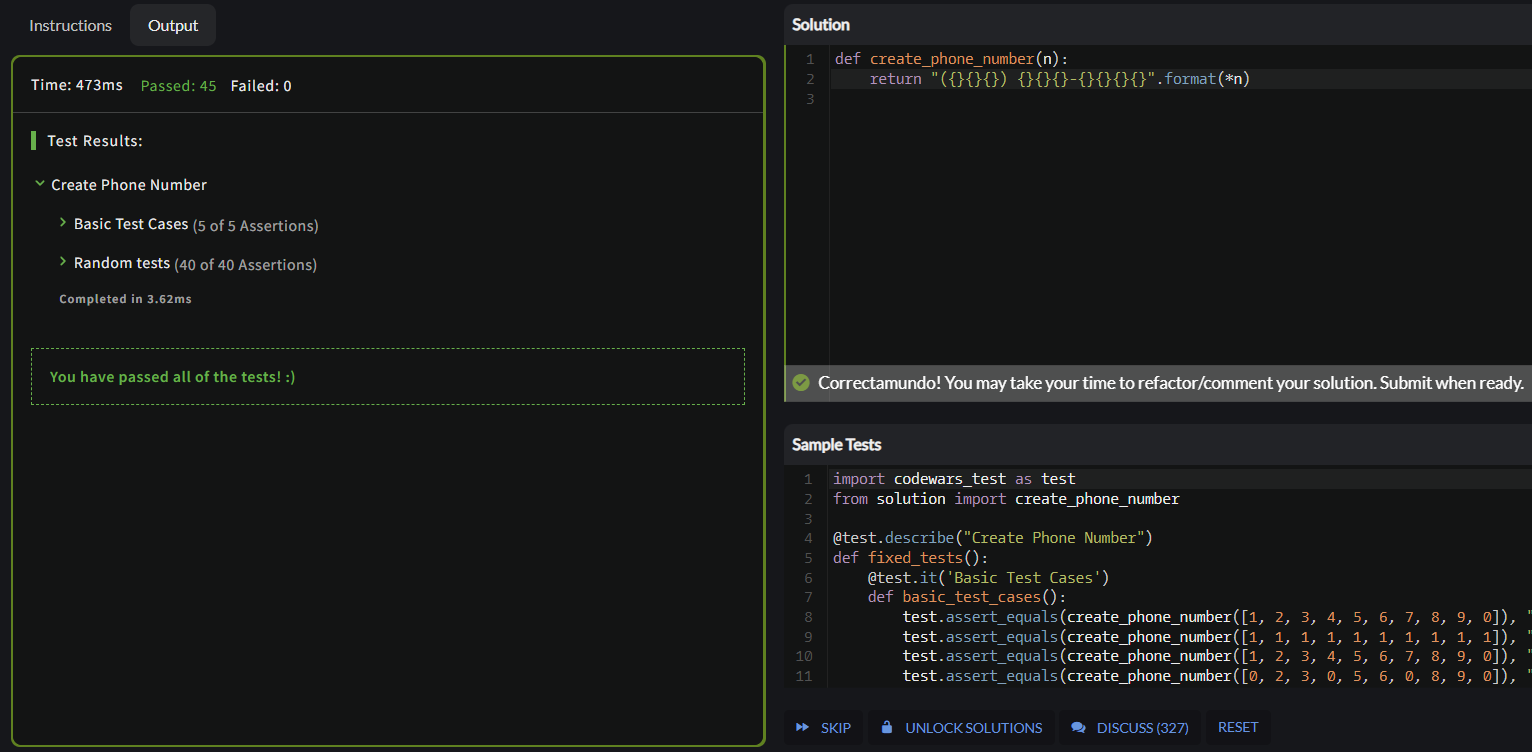 Instructions
Output
Time: 473ms Passed: 45 Failed: 0
Test Results:
Create Phone Number
Basic Test Cases (5 of 5 Assertions)
Random tests (40 of 40 Assertions)
Completed in 3.62ms
You have passed all of the tests! :)
Solution
1 def create_phone_number(n):
2     return "({}{}{}) {}{}{}-{}{}{}{}".format(*n)
3
Correctamundo! You may take your time to refactor/comment your solution. Submit when ready.
Sample Tests
1 import codewars_test as test
2 from solution import create_phone_number
3
4 @test.describe("Create Phone Number")
5 def fixed_tests():
6     @test.it('Basic Test Cases')
7     def basic_test_cases():
8         test.assert_equals(create_phone_number([1, 2, 3, 4, 5, 6, 7, 8, 9, 0]), "
9         test.assert_equals(create_phone_number([1, 1, 1, 1, 1, 1, 1, 1, 1, 1]), "
10         test.assert_equals(create_phone_number([1, 2, 3, 4, 5, 6, 7, 8, 9, 0]), "
11         test.assert_equals(create_phone_number([0, 2, 3, 0, 5, 6, 0, 8, 9, 0]), "
SKIP UNLOCK SOLUTIONS DISCUSS (327) RESET